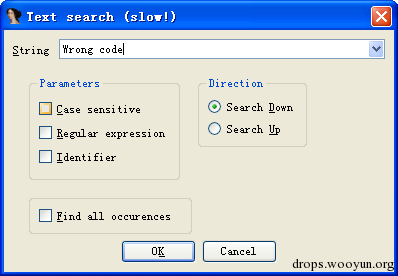 Text search (slow!)
String Wrong code
Parameters Direction
Case sensitive Search Down
Regular expression Search Up
Identifier
Find all occurences
OK Cancel
drops.wooyun.org